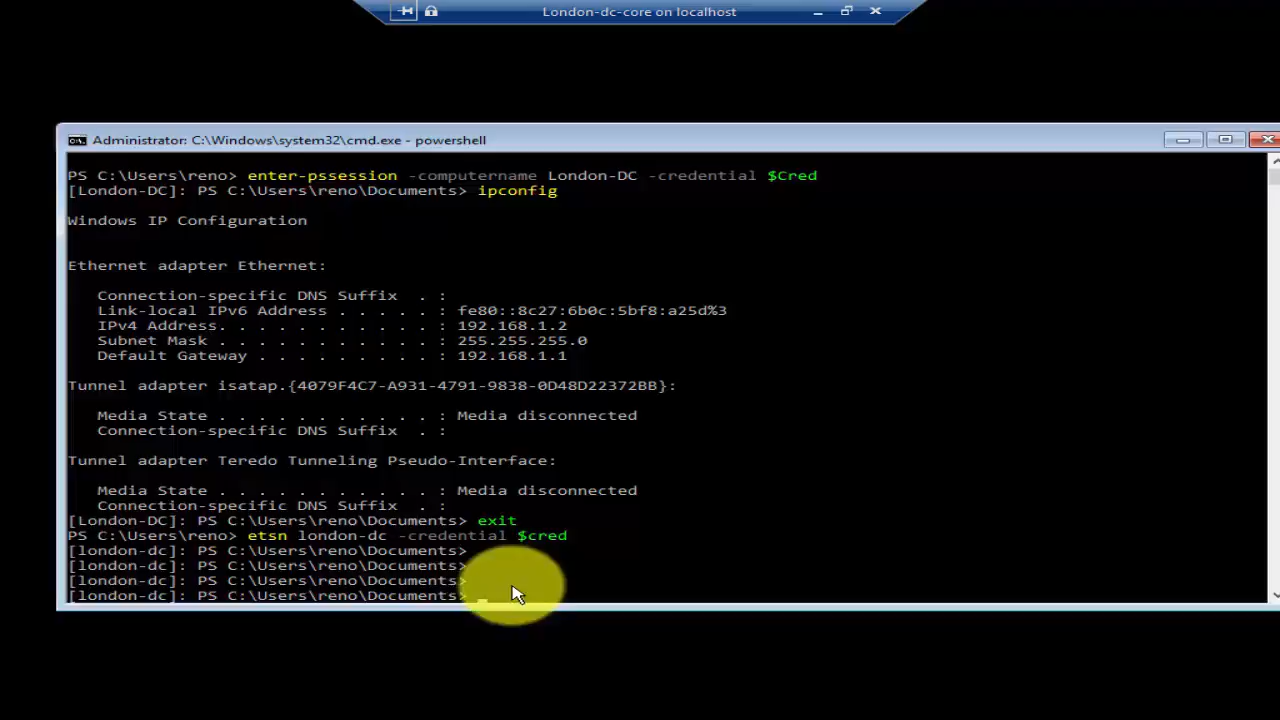 London-dc-core on localhost
Administrator: C:\Windows\system32\cmd.exe - powershell
PS C:\Users\reno> enter-pssession -computername London-DC -credential $Cred
[London-DC]: PS C:\Users\reno\Documents> ipconfig
Windows IP Configuration
Ethernet adapter Ethernet:
Connection-specific DNS Suffix . :
Link-local IPv6 Address . . . . . : fe80::8c27:6b0c:5bf8:a25d%3
IPv4 Address. . . . . . . . . . . : 192.168.1.2
Subnet Mask . . . . . . . . . . . : 255.255.255.0
Default Gateway . . . . . . . . . : 192.168.1.1
Tunnel adapter isatap.{4079F4C7-A931-4791-9838-0D48D22372BB}:
Media State . . . . . . . . . . . : Media disconnected
Connection-specific DNS Suffix . :
Tunnel adapter Teredo Tunneling Pseudo-Interface:
Media State . . . . . . . . . . . : Media disconnected
Connection-specific DNS Suffix . :
[London-DC]: PS C:\Users\reno\Documents> exit
PS C:\Users\reno> etsn london-dc -credential $cred
[london-dc]: PS C:\Users\reno\Documents>
[london-dc]: PS C:\Users\reno\Documents>
[london-dc]: PS C:\Users\reno\Documents>
[london-dc]: PS C:\Users\reno\Documents>